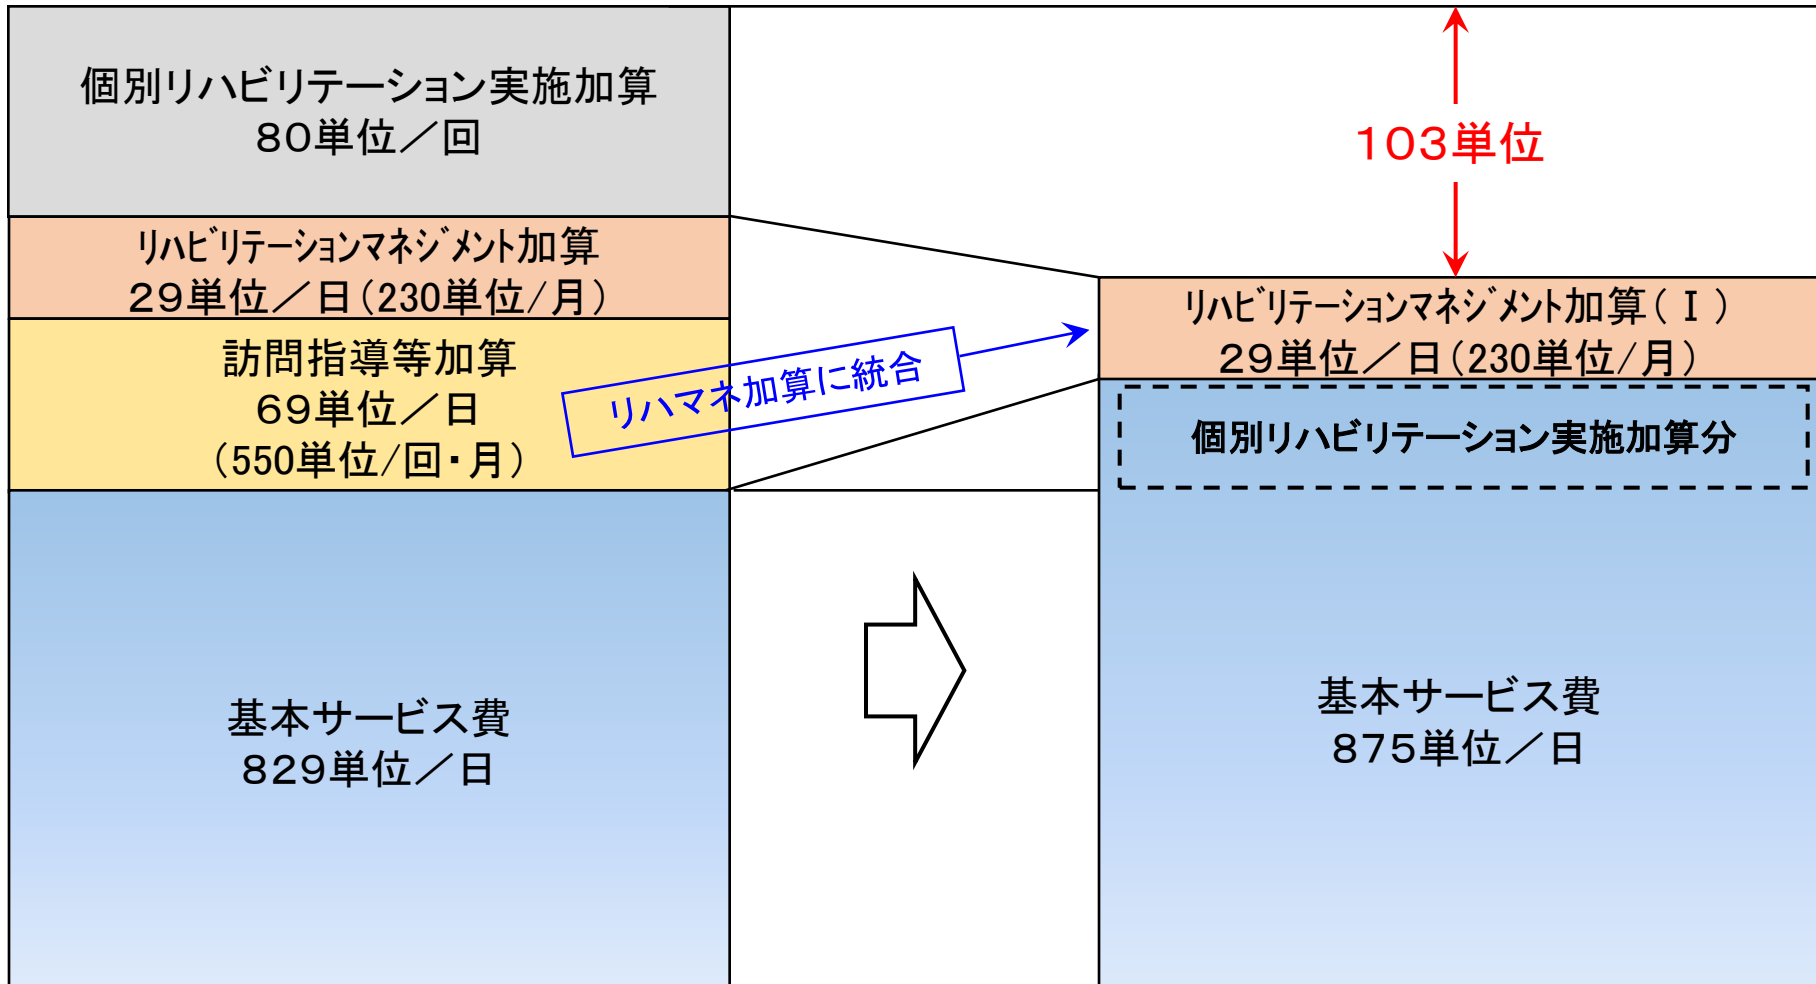 個別リハビリテーション実施加算
80単位／回
リハビリテーションマネジメント加算
29単位／日(230単位/月)
訪問指導等加算
69単位／日
(550単位/回・月)
基本サービス費
829単位／日
リハマネ加算に統合
103単位
リハビリテーションマネジメント加算(Ⅰ)
29単位／日(230単位/月)
個別リハビリテーション実施加算分
基本サービス費
875単位／日